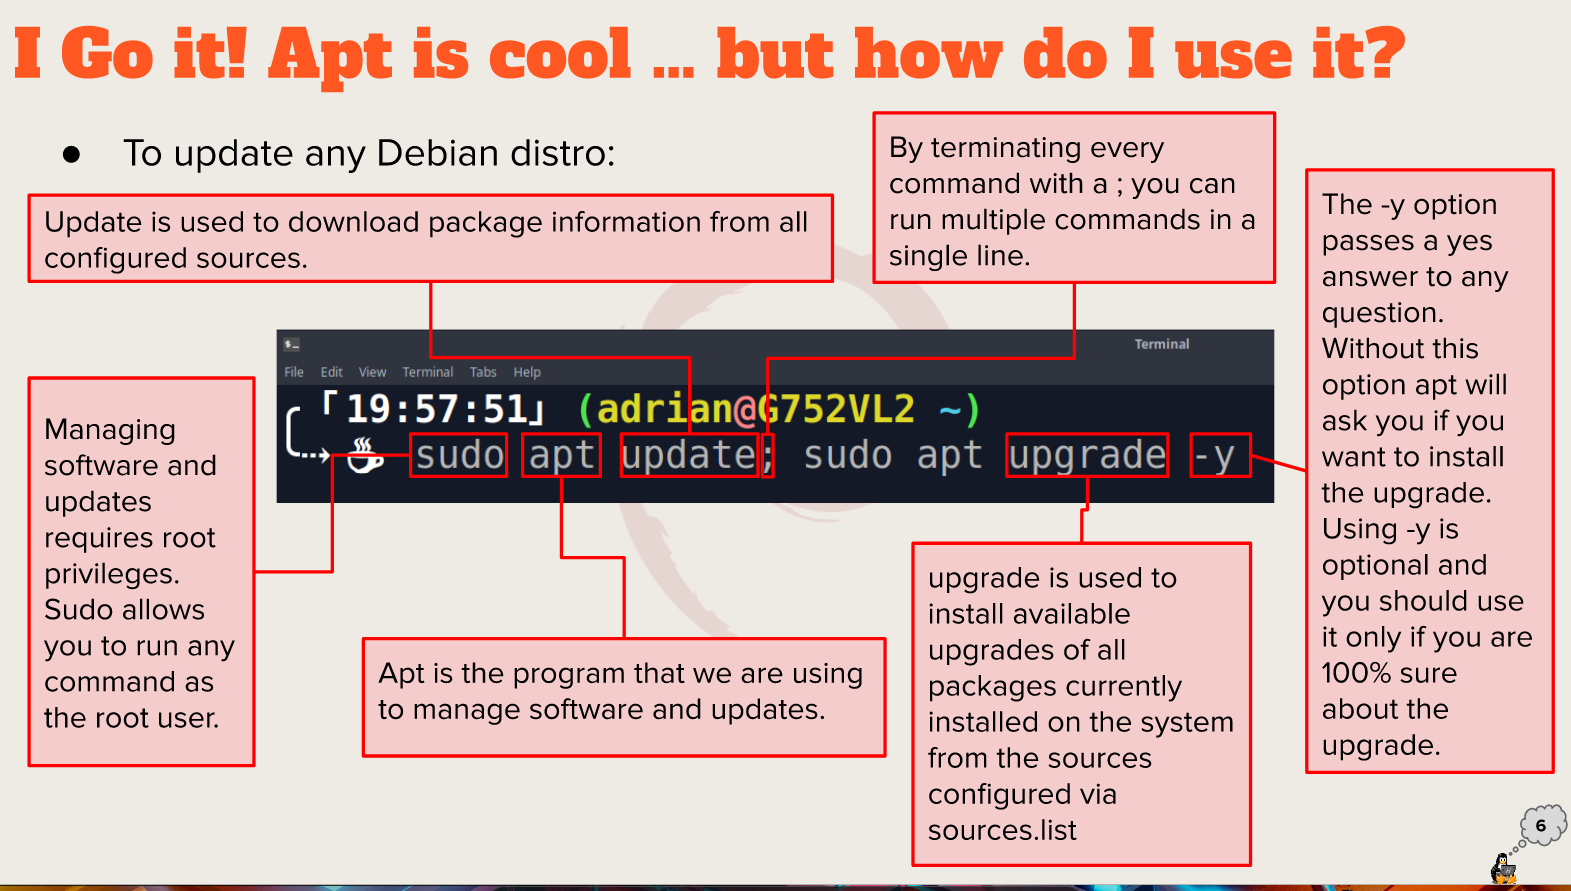 I Go it! Apt is cool ... but how do I use it?
● To update any Debian distro:
Update is used to download package information from all
configured sources.
By terminating every
command with a ; you can
run multiple commands in a
single line.
The -y option
passes a yes
answer to any
question.
Without this
option apt will
ask you if you
want to install
the upgrade.
Using -y is
optional and
you should use
it only if you are
100% sure
about the
upgrade.
$_
Terminal
File Edit View Terminal Tabs Help
「19:57:51」 (adrian@G752VL2 ~)
sudo apt update; sudo apt upgrade -y
Managing
software and
updates
requires root
privileges.
Sudo allows
you to run any
command as
the root user.
Apt is the program that we are using
to manage software and updates.
upgrade is used to
install available
upgrades of all
packages currently
installed on the system
from the sources
configured via
sources.list
6